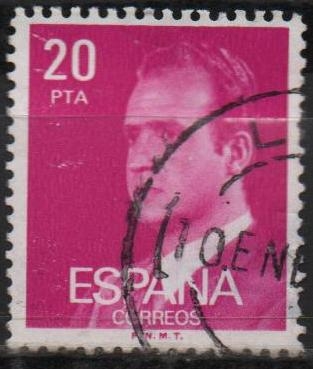 20
PTA
L
10.ENE
ESPAÑA
CORREOS
F.N.M.T.